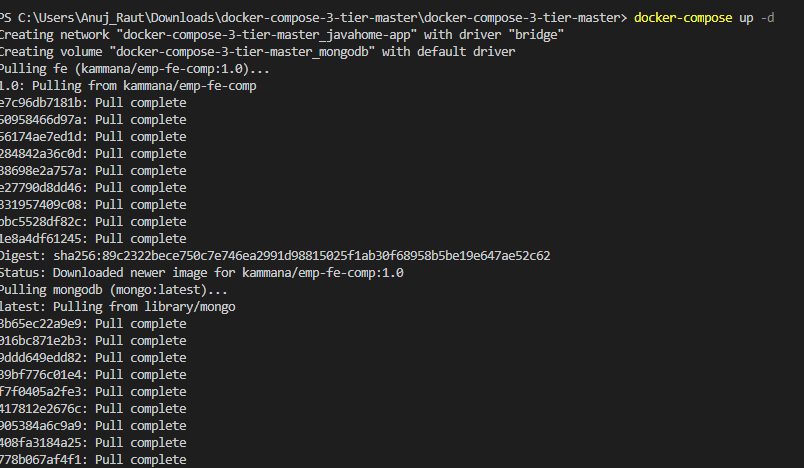 PS C:\Users\Anuj_Raut\Downloads\docker-compose-3-tier-master\docker-compose-3-tier-master> docker-compose up -d
Creating network "docker-compose-3-tier-master_javahome-app" with driver "bridge"
Creating volume "docker-compose-3-tier-master_mongodb" with default driver
Pulling fe (kammana/emp-fe-comp:1.0)...
1.0: Pulling from kammana/emp-fe-comp
e7c96db7181b: Pull complete
50958466d97a: Pull complete
56174ae7ed1d: Pull complete
284842a36c0d: Pull complete
38698e2a757a: Pull complete
e27790d8dd46: Pull complete
331957409c08: Pull complete
bbc5528df82c: Pull complete
1e8a4df61245: Pull complete
Digest: sha256:89c2322bece750c7e746ea2991d98815025f1ab30f68958b5be19e647ae52c62
Status: Downloaded newer image for kammana/emp-fe-comp:1.0
Pulling mongodb (mongo:latest)...
latest: Pulling from library/mongo
3b65ec22a9e9: Pull complete
016bc871e2b3: Pull complete
9ddd649edd82: Pull complete
39bf776c01e4: Pull complete
f7f0405a2fe3: Pull complete
417812e2676c: Pull complete
905384a6c9a9: Pull complete
408fa3184a25: Pull complete
778b067af4f1: Pull complete